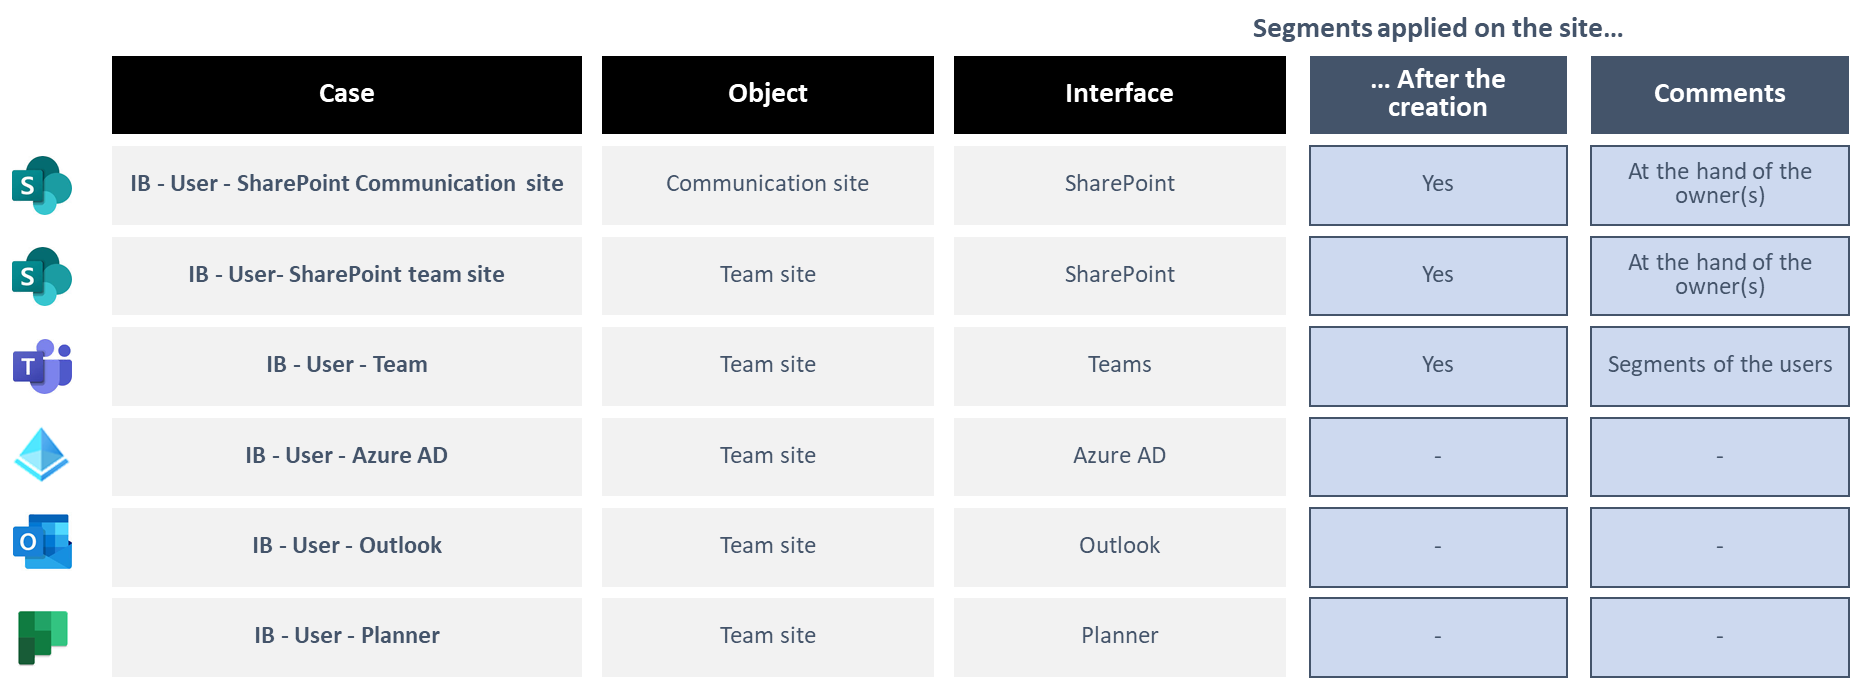 Segments applied on the site...
Case
Object
Interface
... After the
creation
Comments
S
IB - User - SharePoint Communication site
Communication site
SharePoint
Yes
At the hand of the
owner(s)
S
IB - User- SharePoint team site
Team site
SharePoint
Yes
At the hand of the
owner(s)
T
IB - User - Team
Team site
Teams
Yes
Segments of the users
IB - User - Azure AD
Team site
Azure AD
-
-
O
IB - User - Outlook
Team site
Outlook
-
-
IB - User - Planner
Team site
Planner
-
-